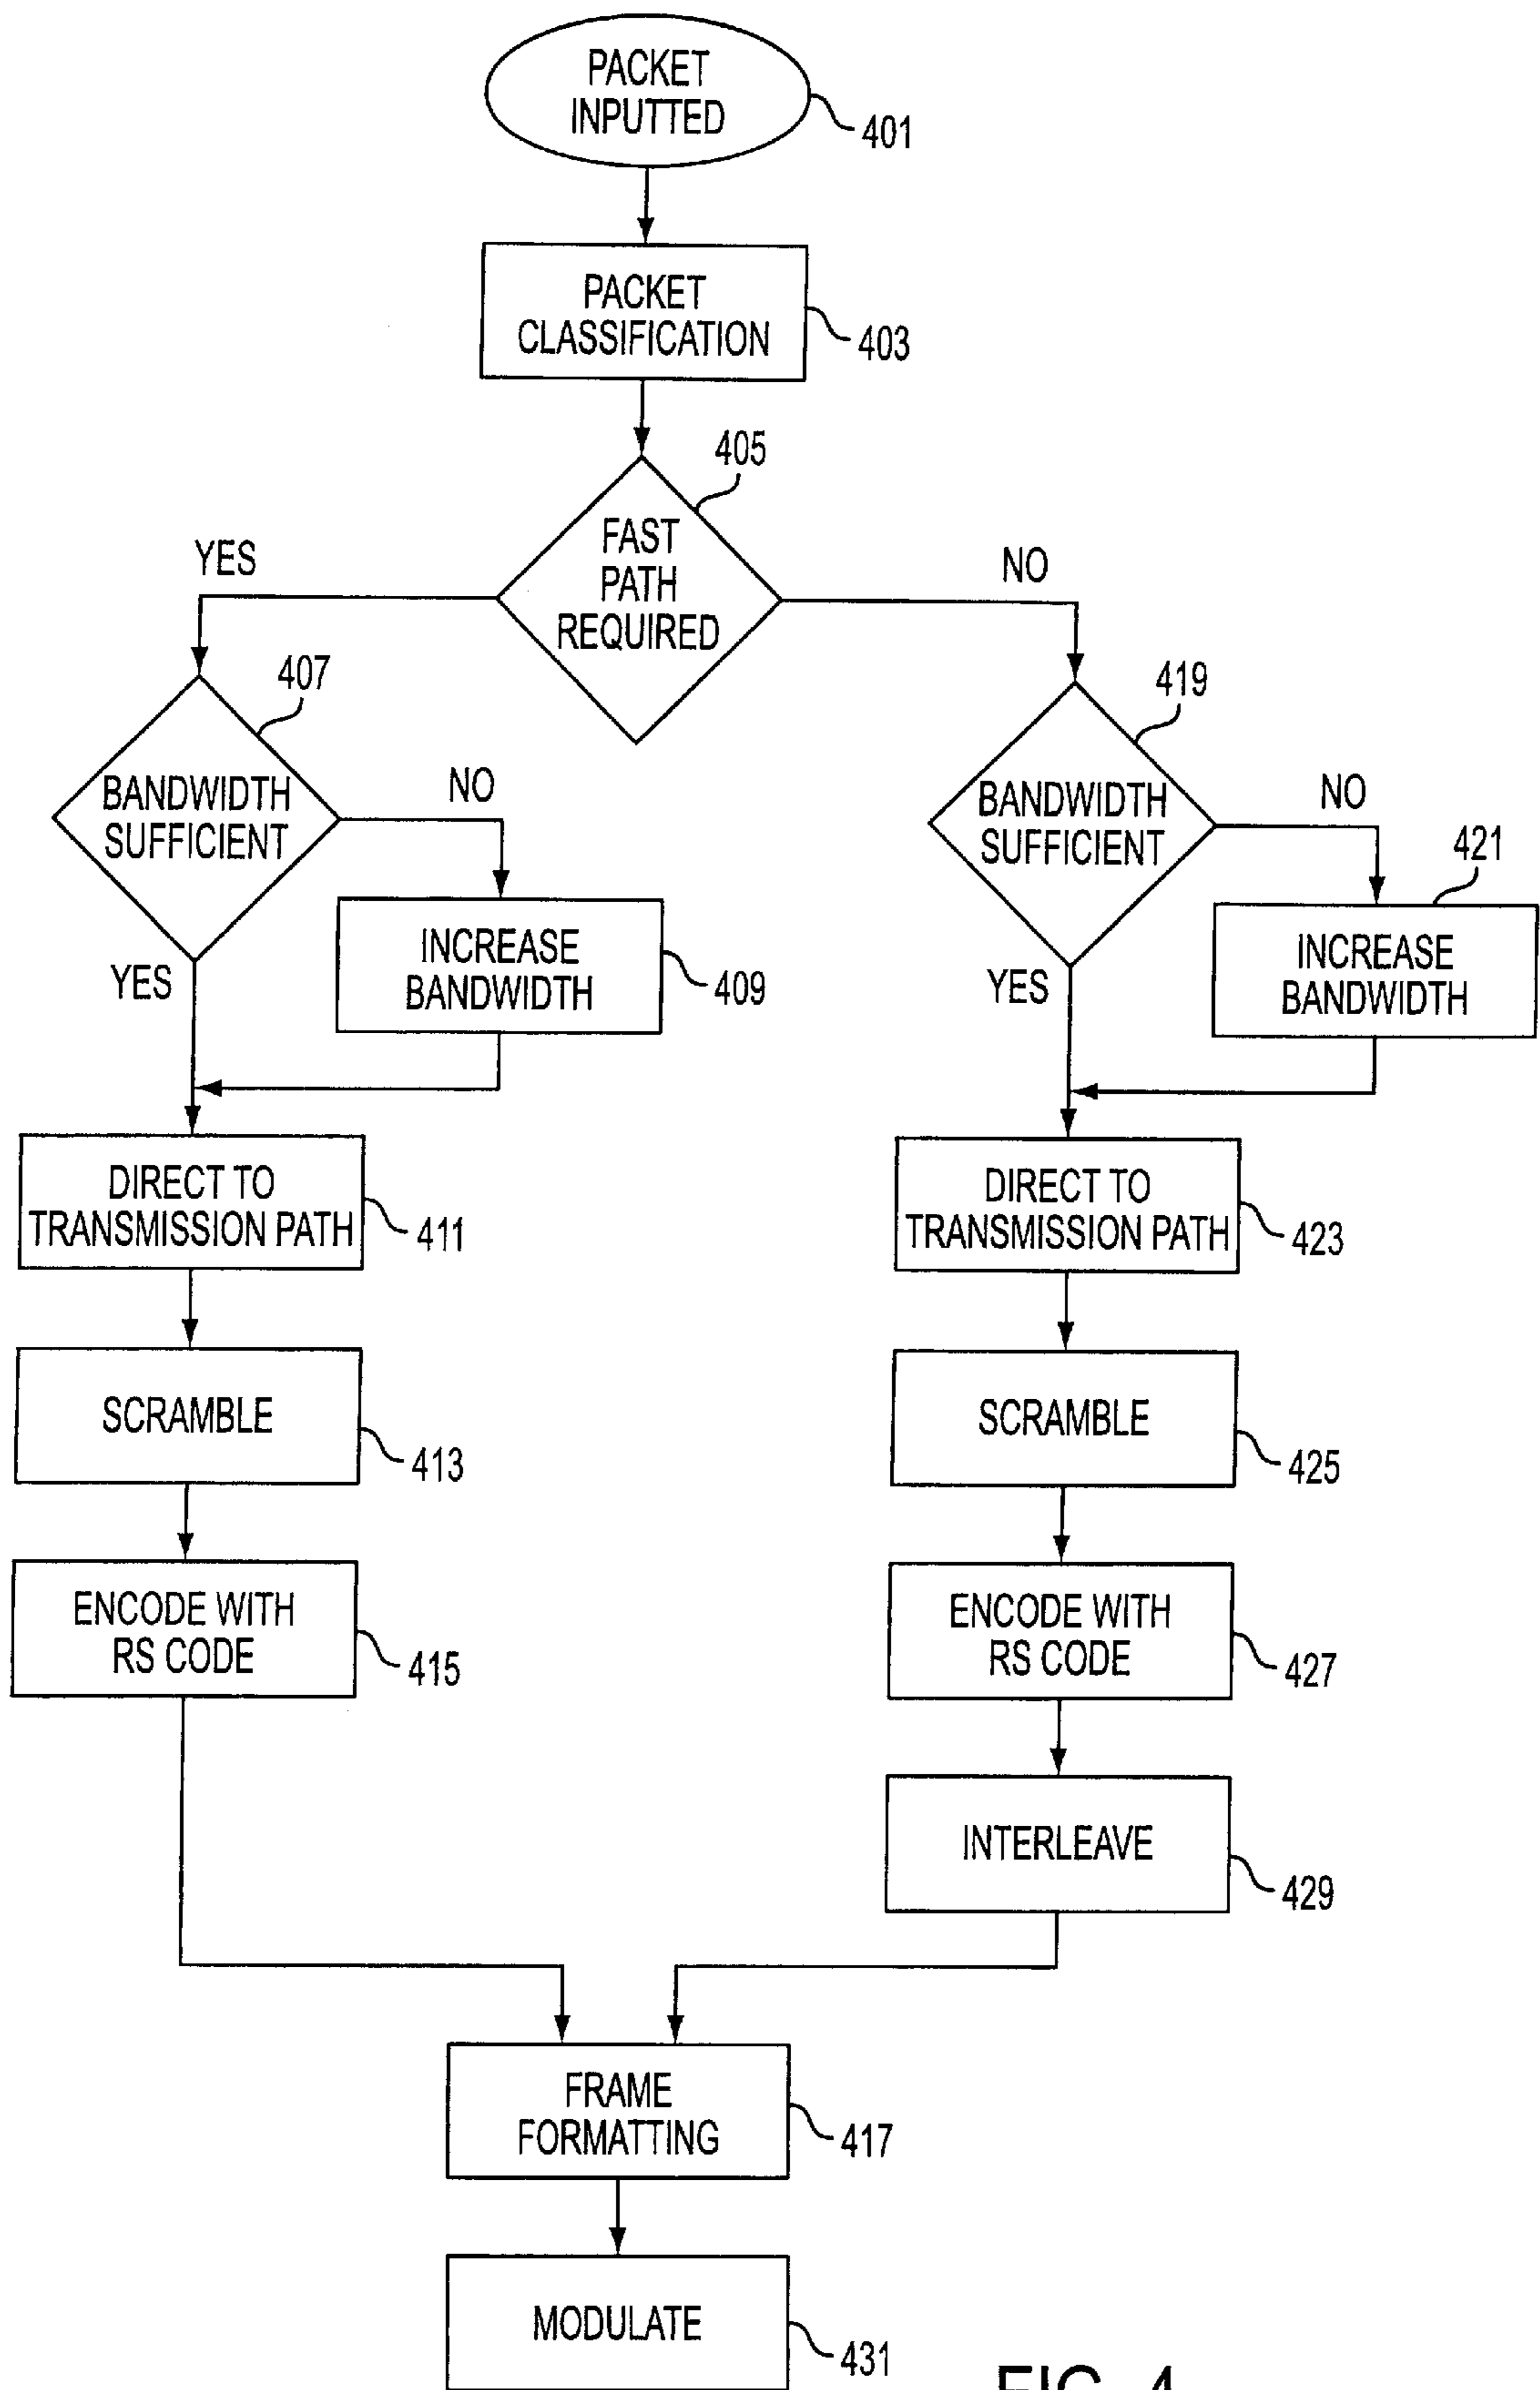 PACKET
INPUTTED
401
PACKET
CLASSIFICATION
403
405
FAST
PATH
REQUIRED
YES
NO
407
BANDWIDTH
SUFFICIENT
NO
YES
INCREASE
BANDWIDTH
409
419
BANDWIDTH
SUFFICIENT
NO
YES
421
INCREASE
BANDWIDTH
DIRECT TO
TRANSMISSION PATH
411
DIRECT TO
TRANSMISSION PATH
423
SCRAMBLE
413
SCRAMBLE
425
ENCODE WITH
RS CODE
415
ENCODE WITH
RS CODE
427
INTERLEAVE
429
FRAME
FORMATTING
417
MODULATE
431
FIG. 4